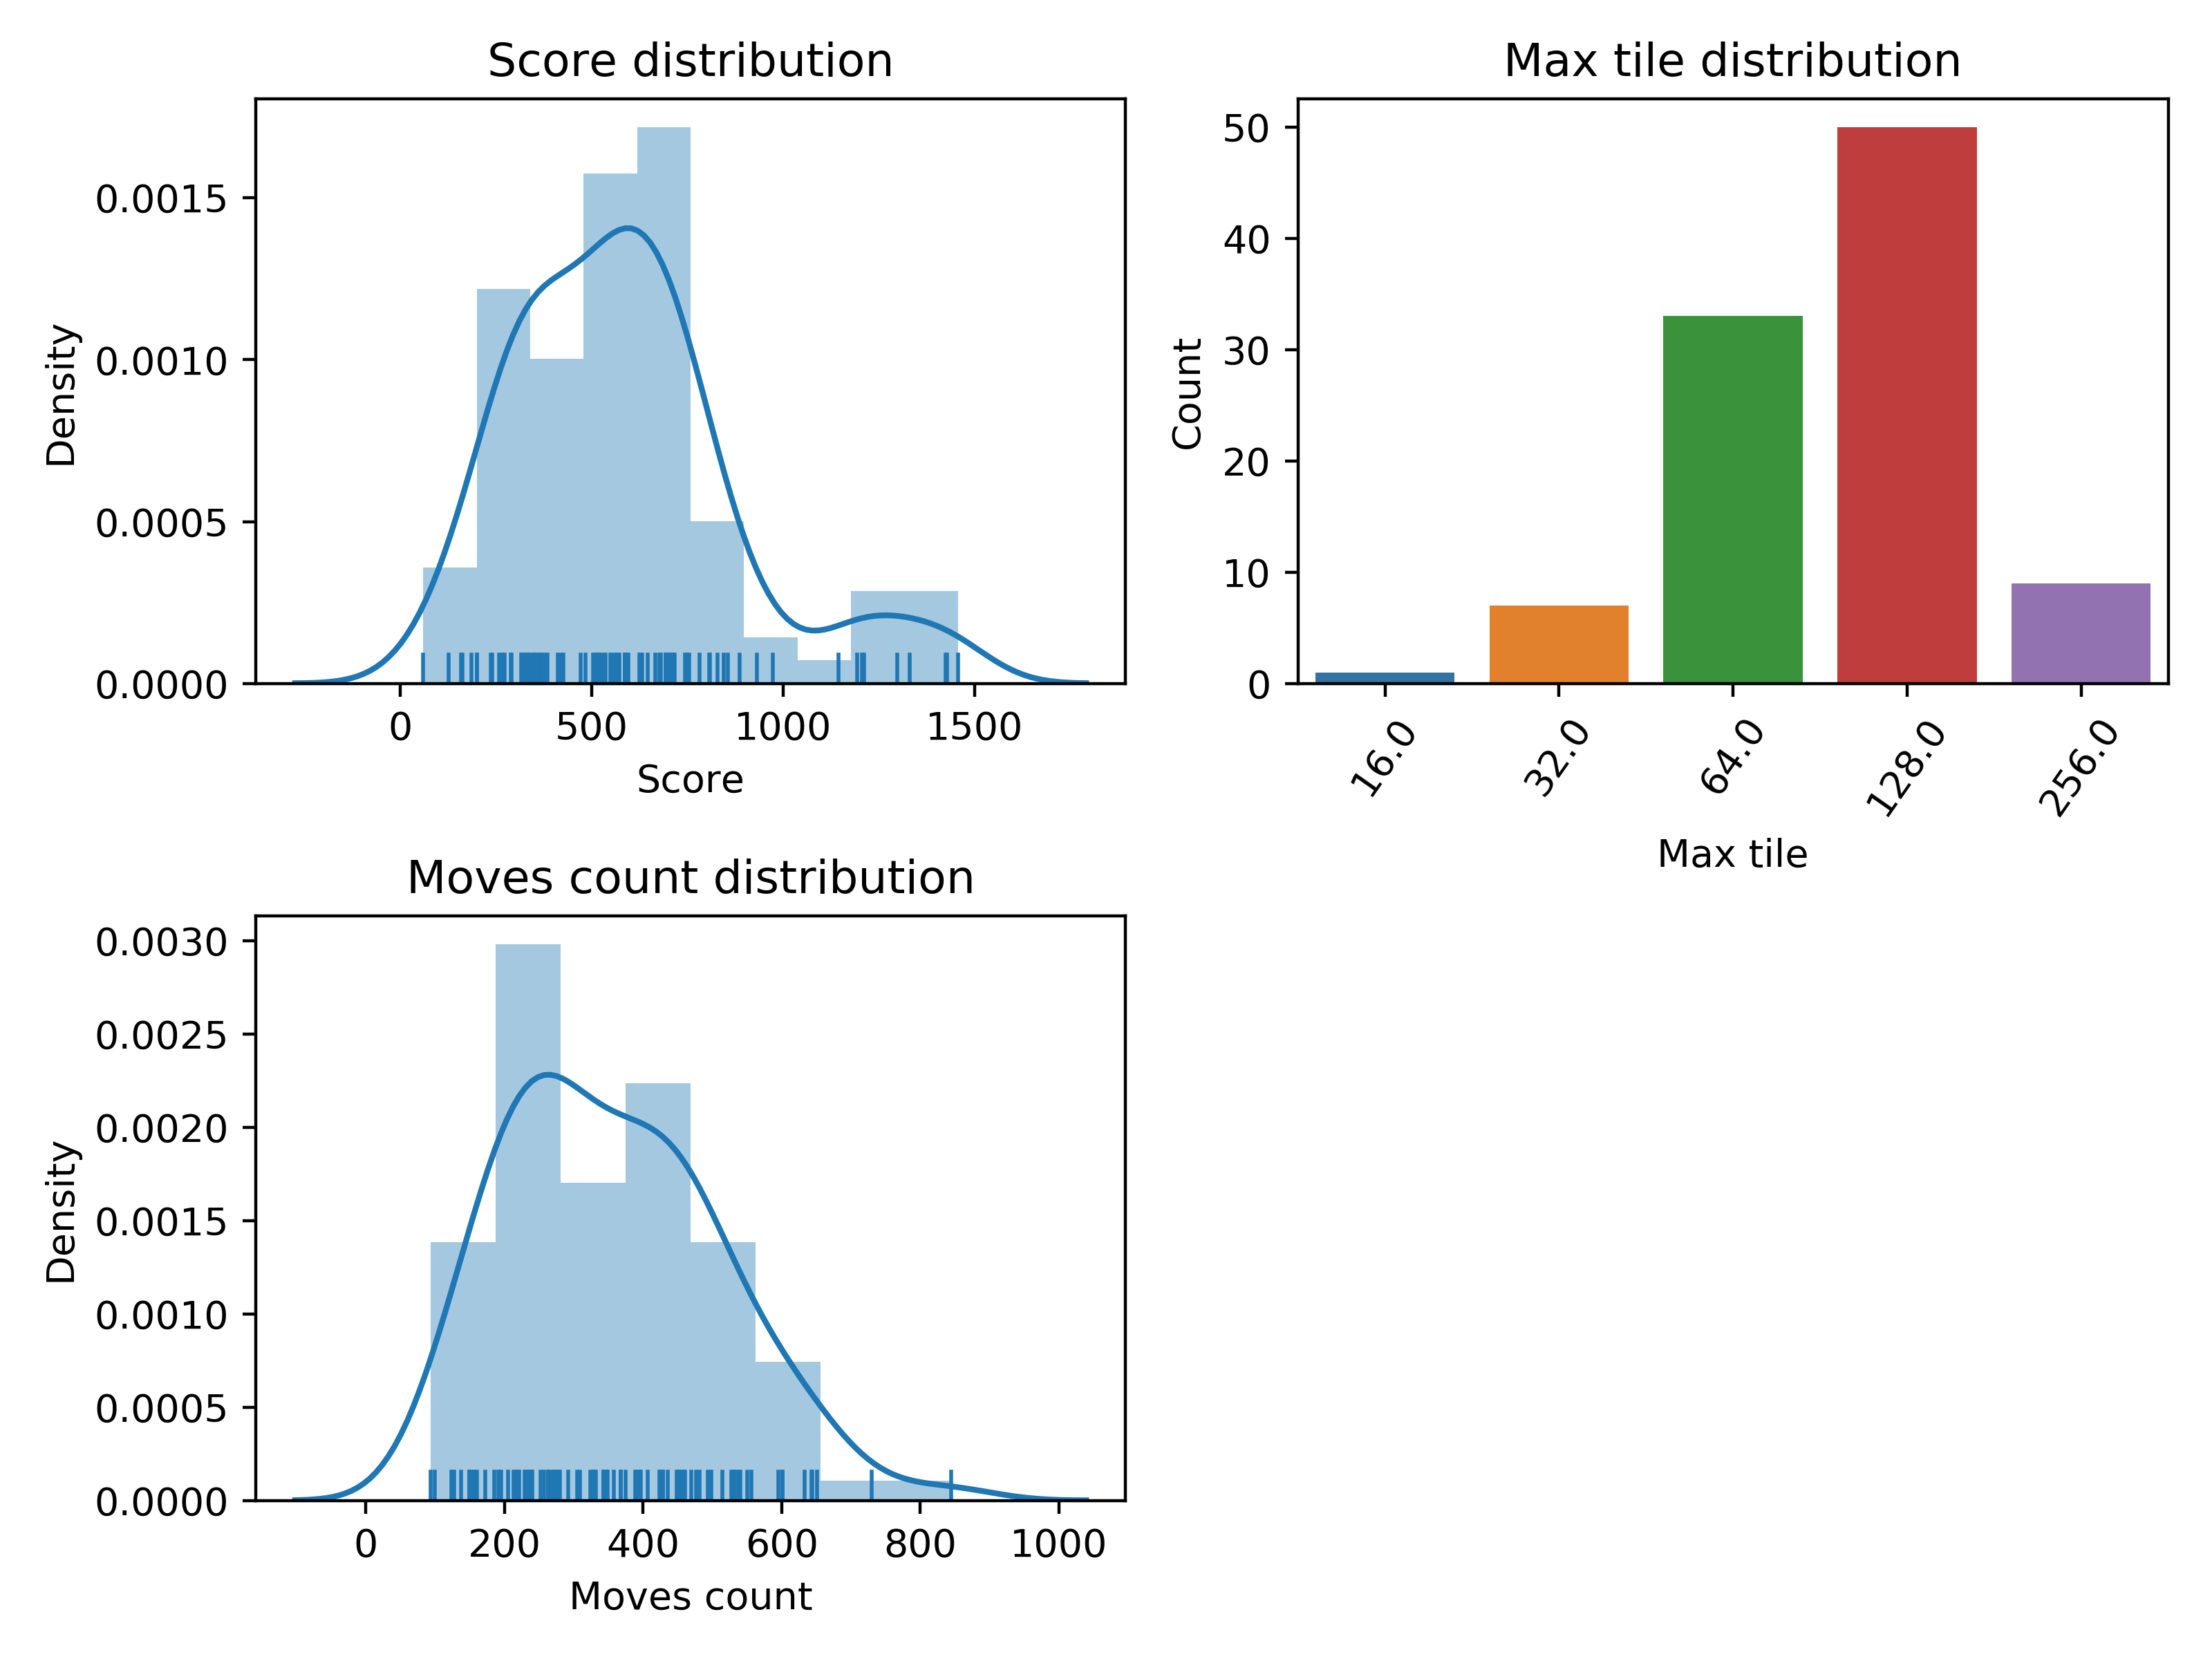 Score distribution
0.0015
0.0010
0.0005
0.0000
Density
0 500 1000 1500
Score
Max tile distribution
50
40
30
20
10
0
Count
16.0 32.0 64.0 128.0 256.0
Max tile
Moves count distribution
0.0030
0.0025
0.0020
0.0015
0.0010
0.0005
0.0000
Density
0 200 400 600 800 1000
Moves count